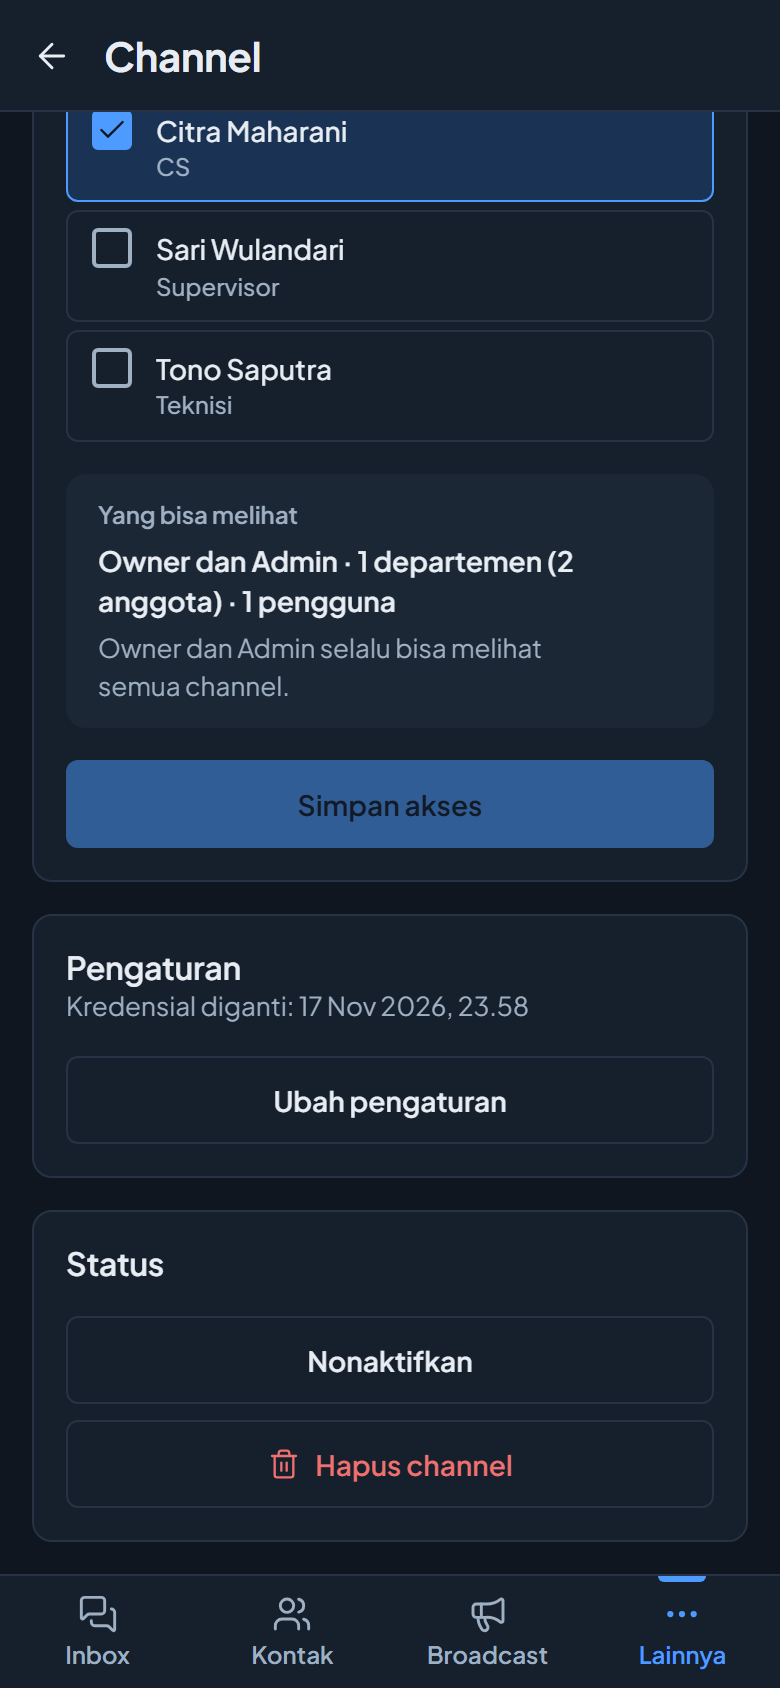 Channel
Citra Maharani
CS
Sari Wulandari
Supervisor
Tono Saputra
Teknisi
Yang bisa melihat
Owner dan Admin · 1 departemen (2
anggota) · 1 pengguna
Owner dan Admin selalu bisa melihat
semua channel.
Simpan akses
Pengaturan
Kredensial diganti: 17 Nov 2026, 23.58
Ubah pengaturan
Status
Nonaktifkan
Hapus channel
Inbox
Kontak
Broadcast
Lainnya